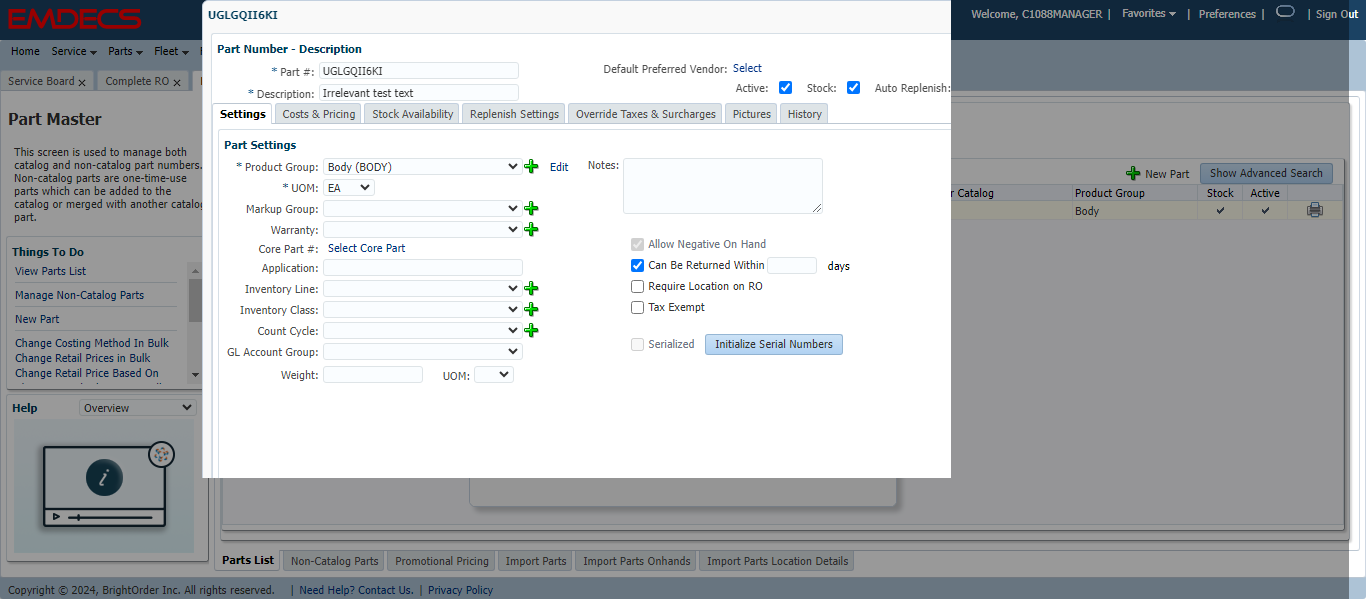 EMDECS
Welcome, C1088MANAGER | Favorites | Preferences | | Sign Out
Home Service Parts Fleet
Service Board x Complete RO x
Part Master
This screen is used to manage both
catalog and non-catalog part numbers.
Non-catalog parts are one-time-use
parts which can be added to the
catalog or merged with another catalog
part.
Things To Do
View Parts List
Manage Non-Catalog Parts
New Part
Change Costing Method In Bulk
Change Retail Prices in Bulk
Change Retail Price Based On
Help Overview
UGLGQII6KI
Part Number - Description
* Part #: UGLGQII6KI
* Description: Irrelevant test text
Default Preferred Vendor: Select
Active: Stock: Auto Replenish:
Settings Costs & Pricing Stock Availability Replenish Settings Override Taxes & Surcharges Pictures History
Part Settings
* Product Group: Body (BODY) Edit
* UOM: EA
Markup Group:
Warranty:
Core Part #: Select Core Part
Application:
Inventory Line:
Inventory Class:
Count Cycle:
GL Account Group:
Weight: UOM:
Notes:
Allow Negative On Hand
Can Be Returned Within days
Require Location on RO
Tax Exempt
Serialized Initialize Serial Numbers
New Part Show Advanced Search
r Catalog Product Group Stock Active
Body
Parts List Non-Catalog Parts Promotional Pricing Import Parts Import Parts Onhands Import Parts Location Details
Copyright © 2024, BrightOrder Inc. All rights reserved. | Need Help? Contact Us. | Privacy Policy